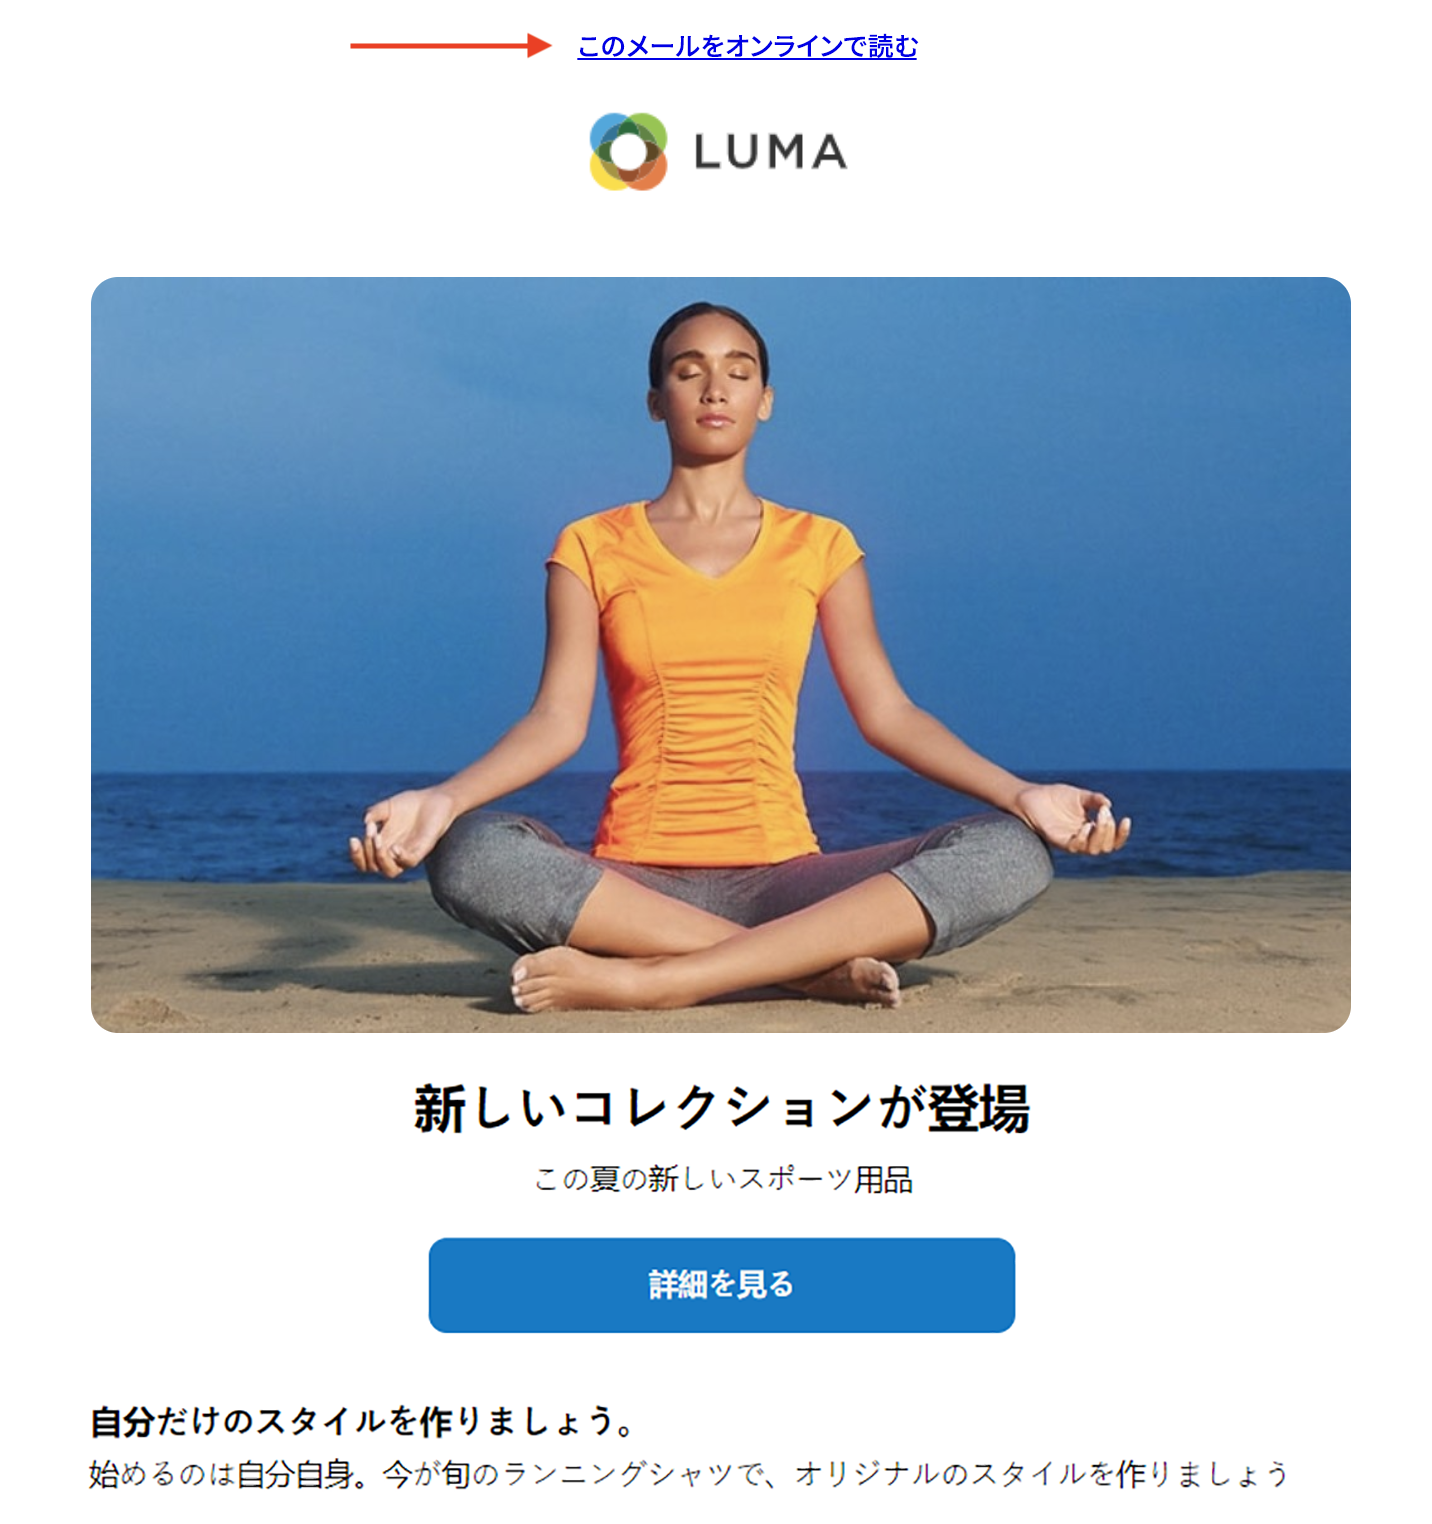 このメールをオンラインで読む
LUMA
新しいコレクションが登場
この夏の新しいスポーツ用品
詳細を見る
自分だけのスタイルを作りましょう。
始めるのは自分自身。今が旬のランニングシャツで、オリジナルのスタイルを作りましょう